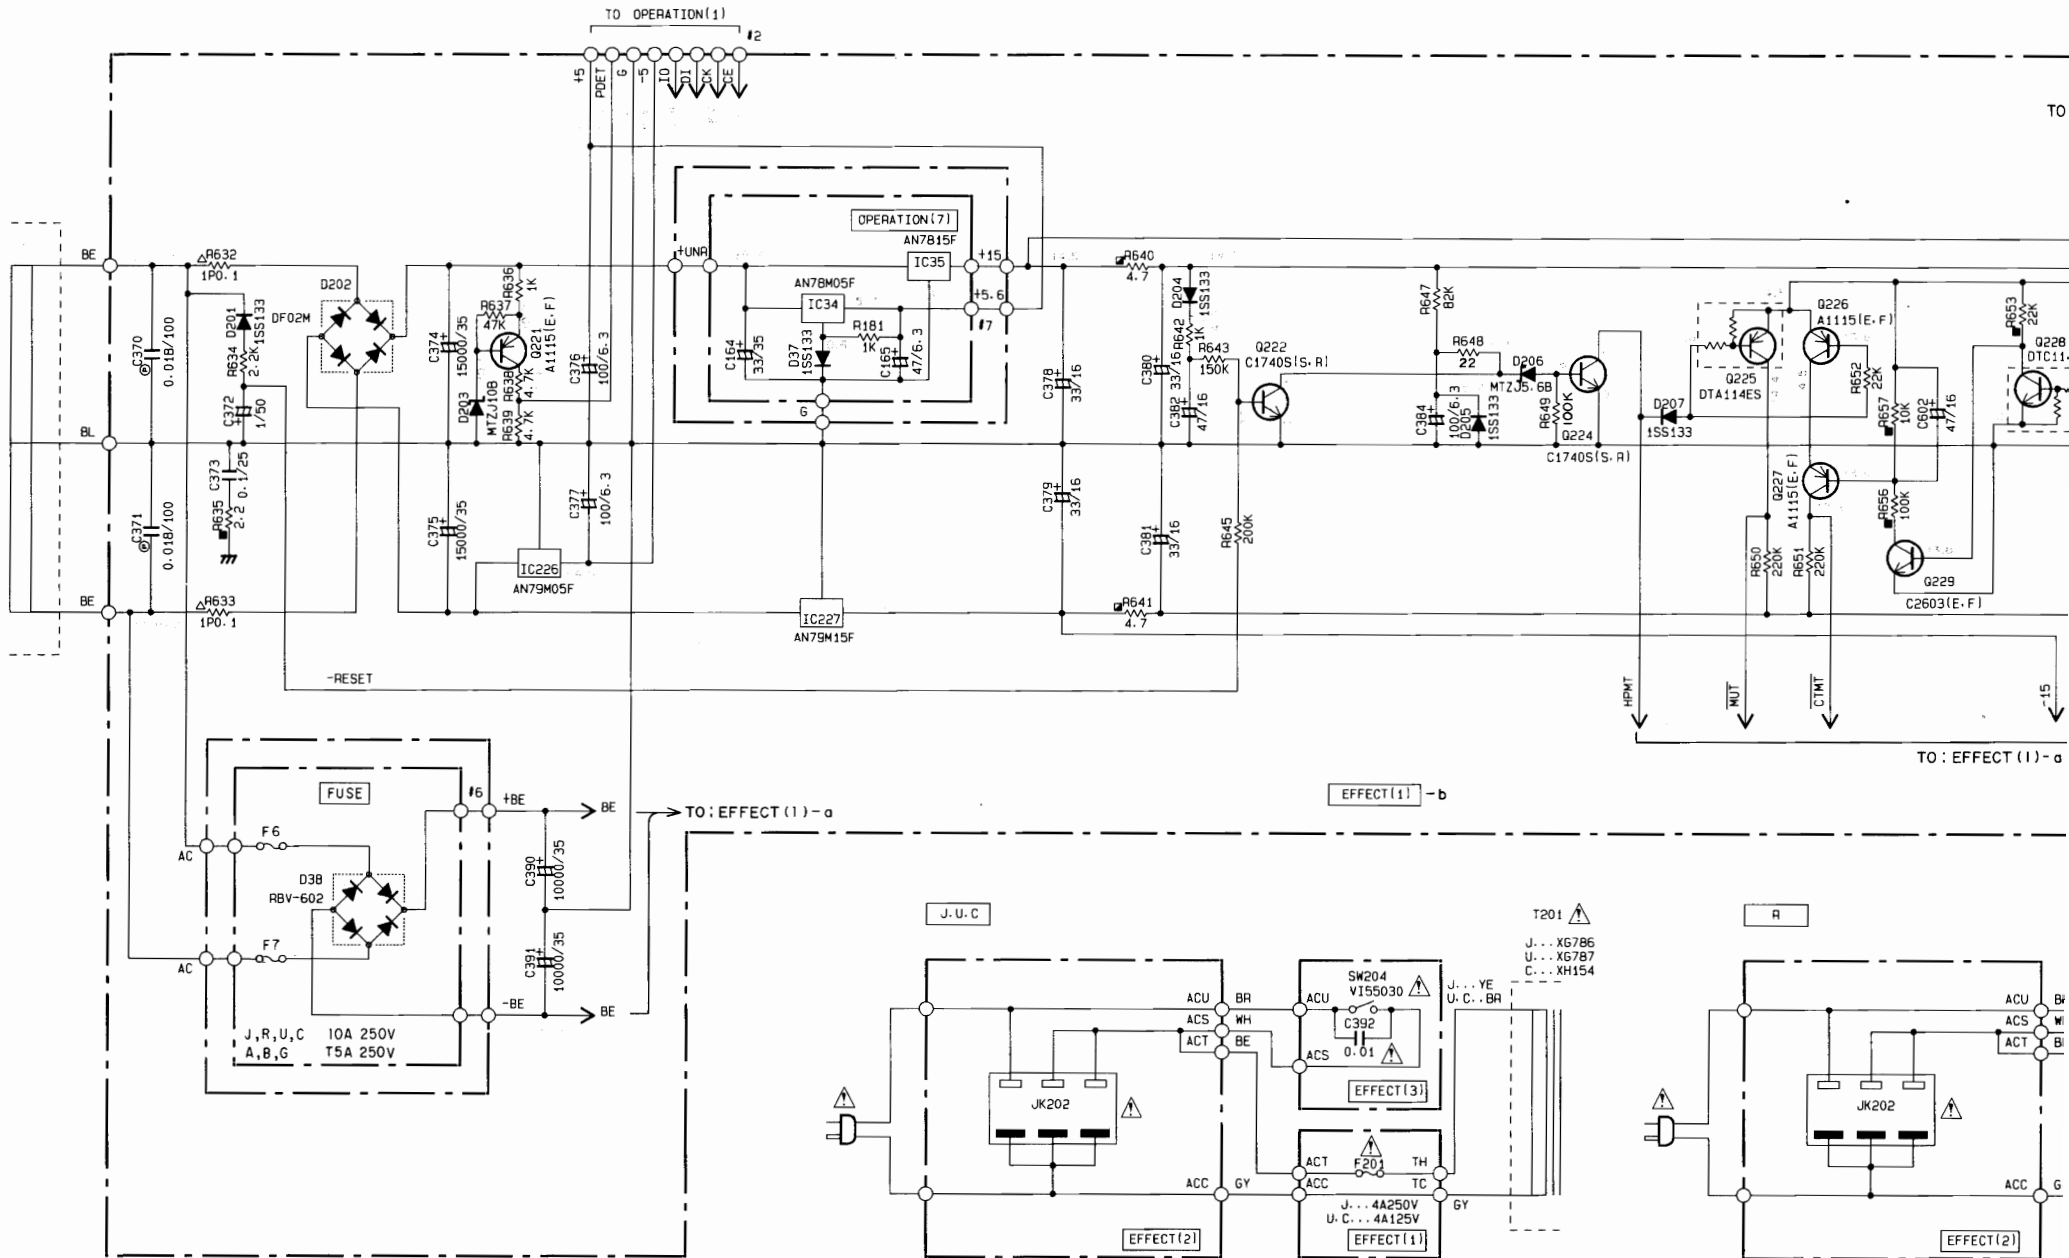 TO OPERATION(1)
#2
+5
PDET
G
-5
IO
DI
CK
CE
TO
OPERATION(7)
AN7815F
IC35
+UNR
+15
AN78M05F
IC34
+5.6
#7
R181
1K
C164
33/35
D37
1SS133
C165
47/6.3
G
BE
R632
1P0.1
D202
DF02M
D201
1SS133
R634
2.2K
C370
0.018/100
C372
1/50
BL
C373
0.1/25
R635
2.2
C371
0.018/100
BE
R633
1P0.1
C374
15000/35
R636
1K
R637
47K
Q221
A1115(E,F)
D203
MTZJ10B
R638
4.7K
R639
4.7K
C376
100/6.3
C375
15000/35
C377
100/6.3
IC226
AN79M05F
IC227
AN79M15F
C378
33/16
C379
33/16
R640
4.7
R641
4.7
C380
33/16
C381
33/16
D204
1SS133
R642
1K
C382
47/16
R643
150K
R645
200K
Q222
C1740S(S,R)
R647
82K
R648
22
C384
100/6.3
D205
1SS133
D206
MTZJ5.6B
R649
100K
Q224
C1740S(S,R)
D207
1SS133
Q225
DTA114ES
Q226
A1115(E,F)
R652
22K
Q227
A1115(E,F)
R650
220K
R651
220K
R657
10K
C602
47/16
R656
100K
R653
22K
Q228
DTC11
Q229
C2603(E,F)
-RESET
HPMT
MUT
CTMT
-15
TO:EFFECT(1)-a
FUSE
#6
+BE
BE
TO:EFFECT(1)-a
F6
AC
D38
RBV-602
F7
AC
C390
10000/35
C391
10000/35
-BE
BE
J,R,U,C 10A 250V
A,B,G T5A 250V
EFFECT(1) -b
J.U.C
T201
J...XG786
U...XG787
C...XH154
R
SW204
VI55030
C392
0.01
J...YE
U.C..BR
ACU
BR
ACU
ACS
WH
ACT
BE
ACS
EFFECT(3)
JK202
ACT
F201
TH
ACC
GY
ACC
TC
GY
J...4A250V
U.C...4A125V
EFFECT(2)
EFFECT(1)
ACU
ACS
ACT
JK202
ACC
G
EFFECT(2)